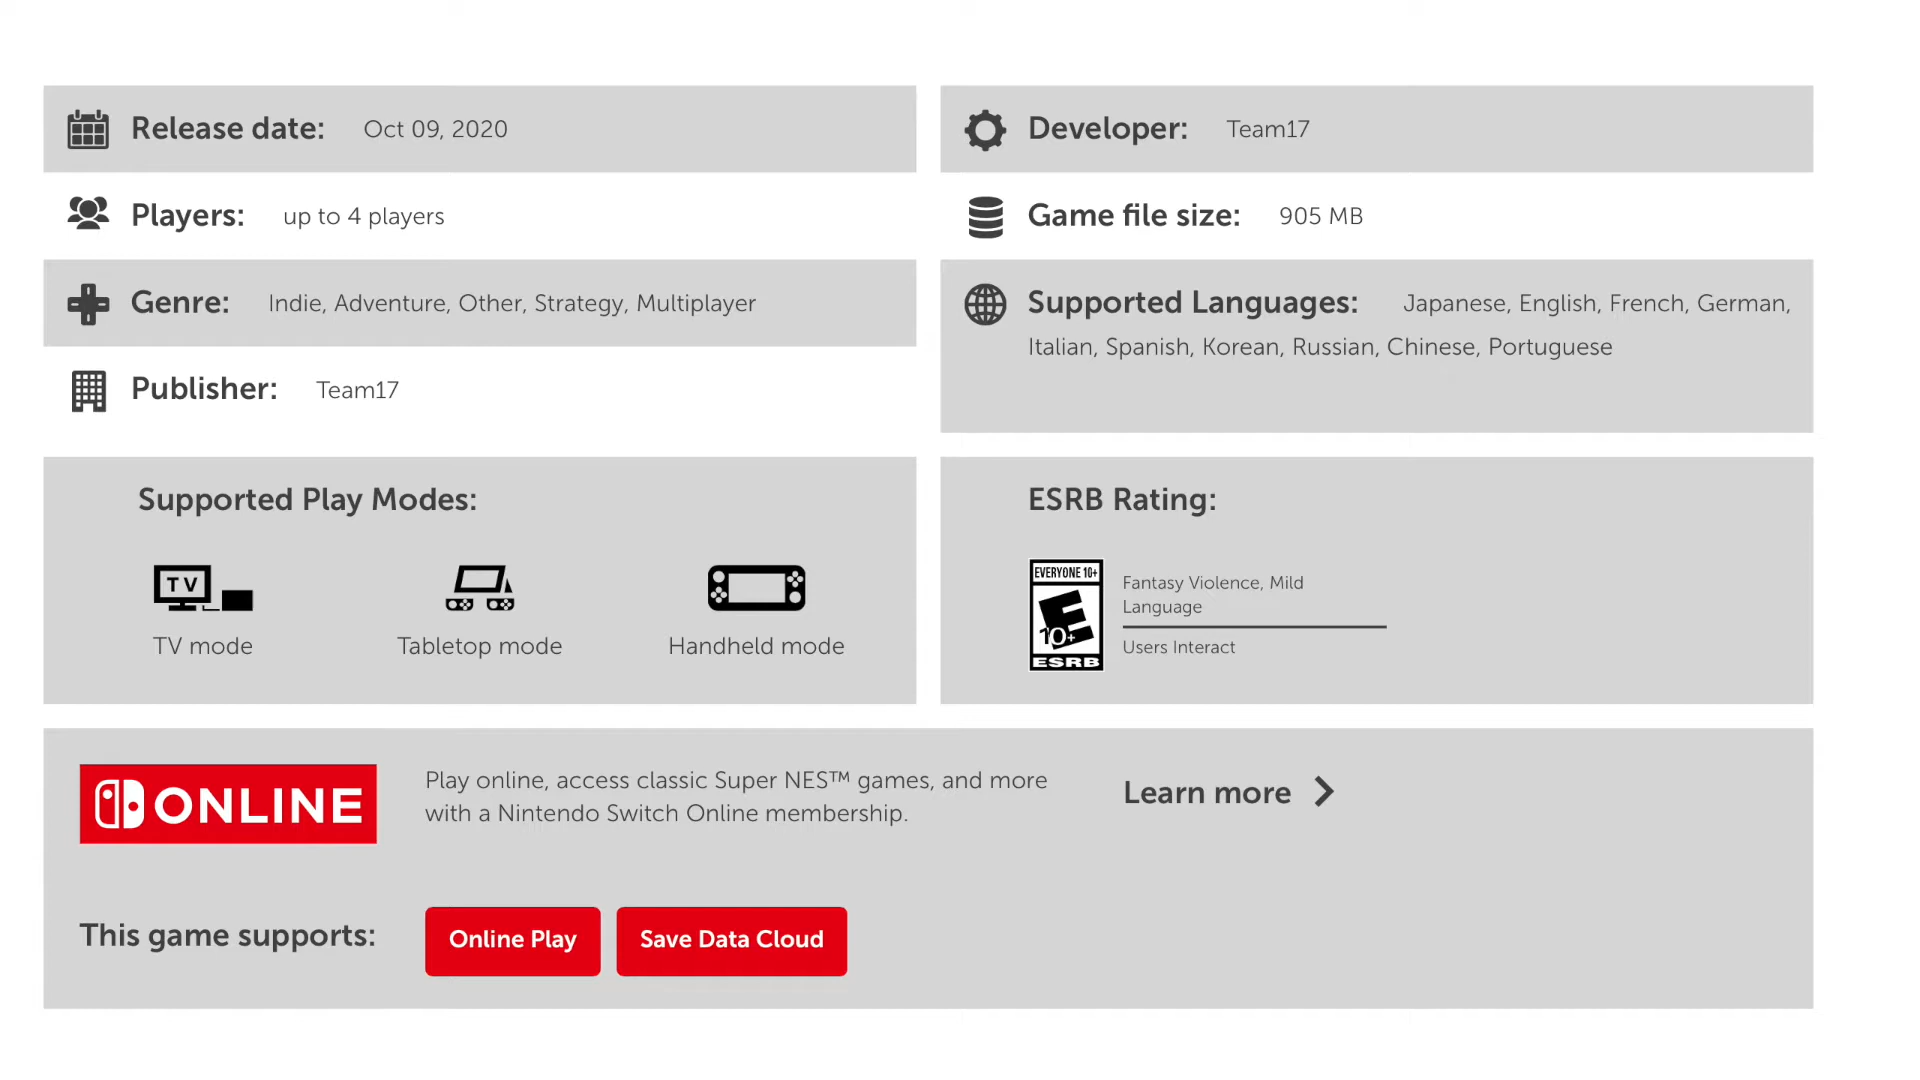 Release date: Oct 09, 2020
Developer: Team17
Players: up to 4 players
Game file size: 905 MB
Genre: Indie, Adventure, Other, Strategy, Multiplayer
Supported Languages: Japanese, English, French, German,
Italian, Spanish, Korean, Russian, Chinese, Portuguese
Publisher: Team17
Supported Play Modes:
TV
TV mode
Tabletop mode
Handheld mode
ESRB Rating:
EVERYONE 10+
E
10+
ESRB
Fantasy Violence, Mild
Language
Users Interact
ONLINE
Play online, access classic Super NES™ games, and more
with a Nintendo Switch Online membership.
Learn more
This game supports:
Online Play
Save Data Cloud